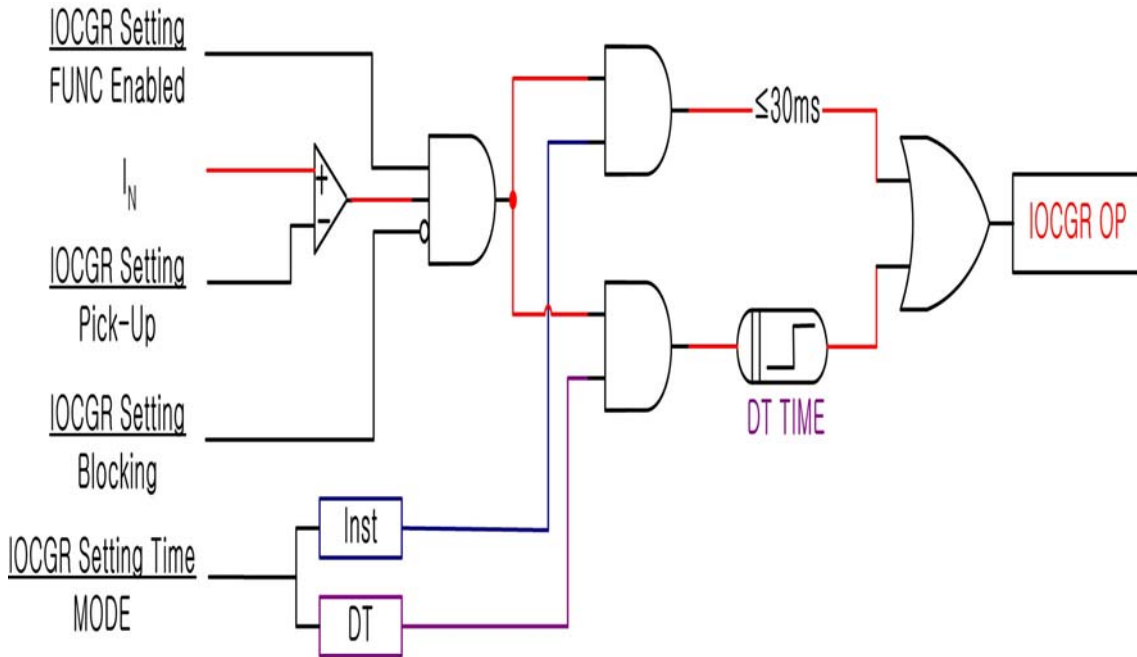 IOCGR Setting
FUNC Enabled
IN
+
−
IOCGR Setting
Pick-Up
IOCGR Setting
Blocking
IOCGR Setting Time
MODE
Inst
DT
≤30ms
DT TIME
IOCGR OP